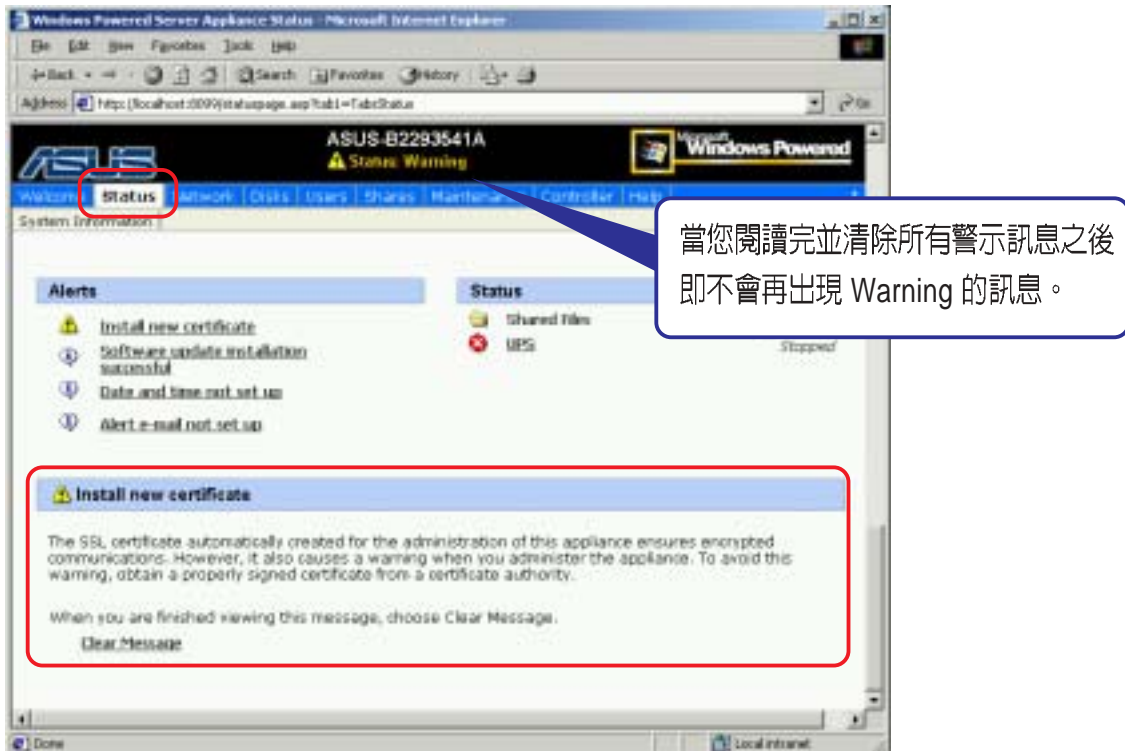 Windows Powered Server Appliance Status - Microsoft Internet Explorer
File Edit View Favorites Tools Help
Back Search Favorites History
Address http://localhost:8099/statuspage.asp?tab1=TabsStatus Go
ASUS
ASUS-B2293541A
Status: Warning
Microsoft
Windows Powered
Welcome Status Network Disks Users Shares Maintenance Controller Help
System Information
當您閱讀完並清除所有警示訊息之後
即不會再出現 Warning 的訊息。
Alerts
Install new certificate
Software update installation
successful
Date and time not set up
Alert e-mail not set up
Status
Shared Files
UPS Stopped
Install new certificate
The SSL certificate automatically created for the administration of this appliance ensures encrypted
communications. However, it also causes a warning when you administer the appliance. To avoid this
warning, obtain a properly signed certificate from a certificate authority.
When you are finished viewing this message, choose Clear Message.
Clear Message
Done
Local intranet